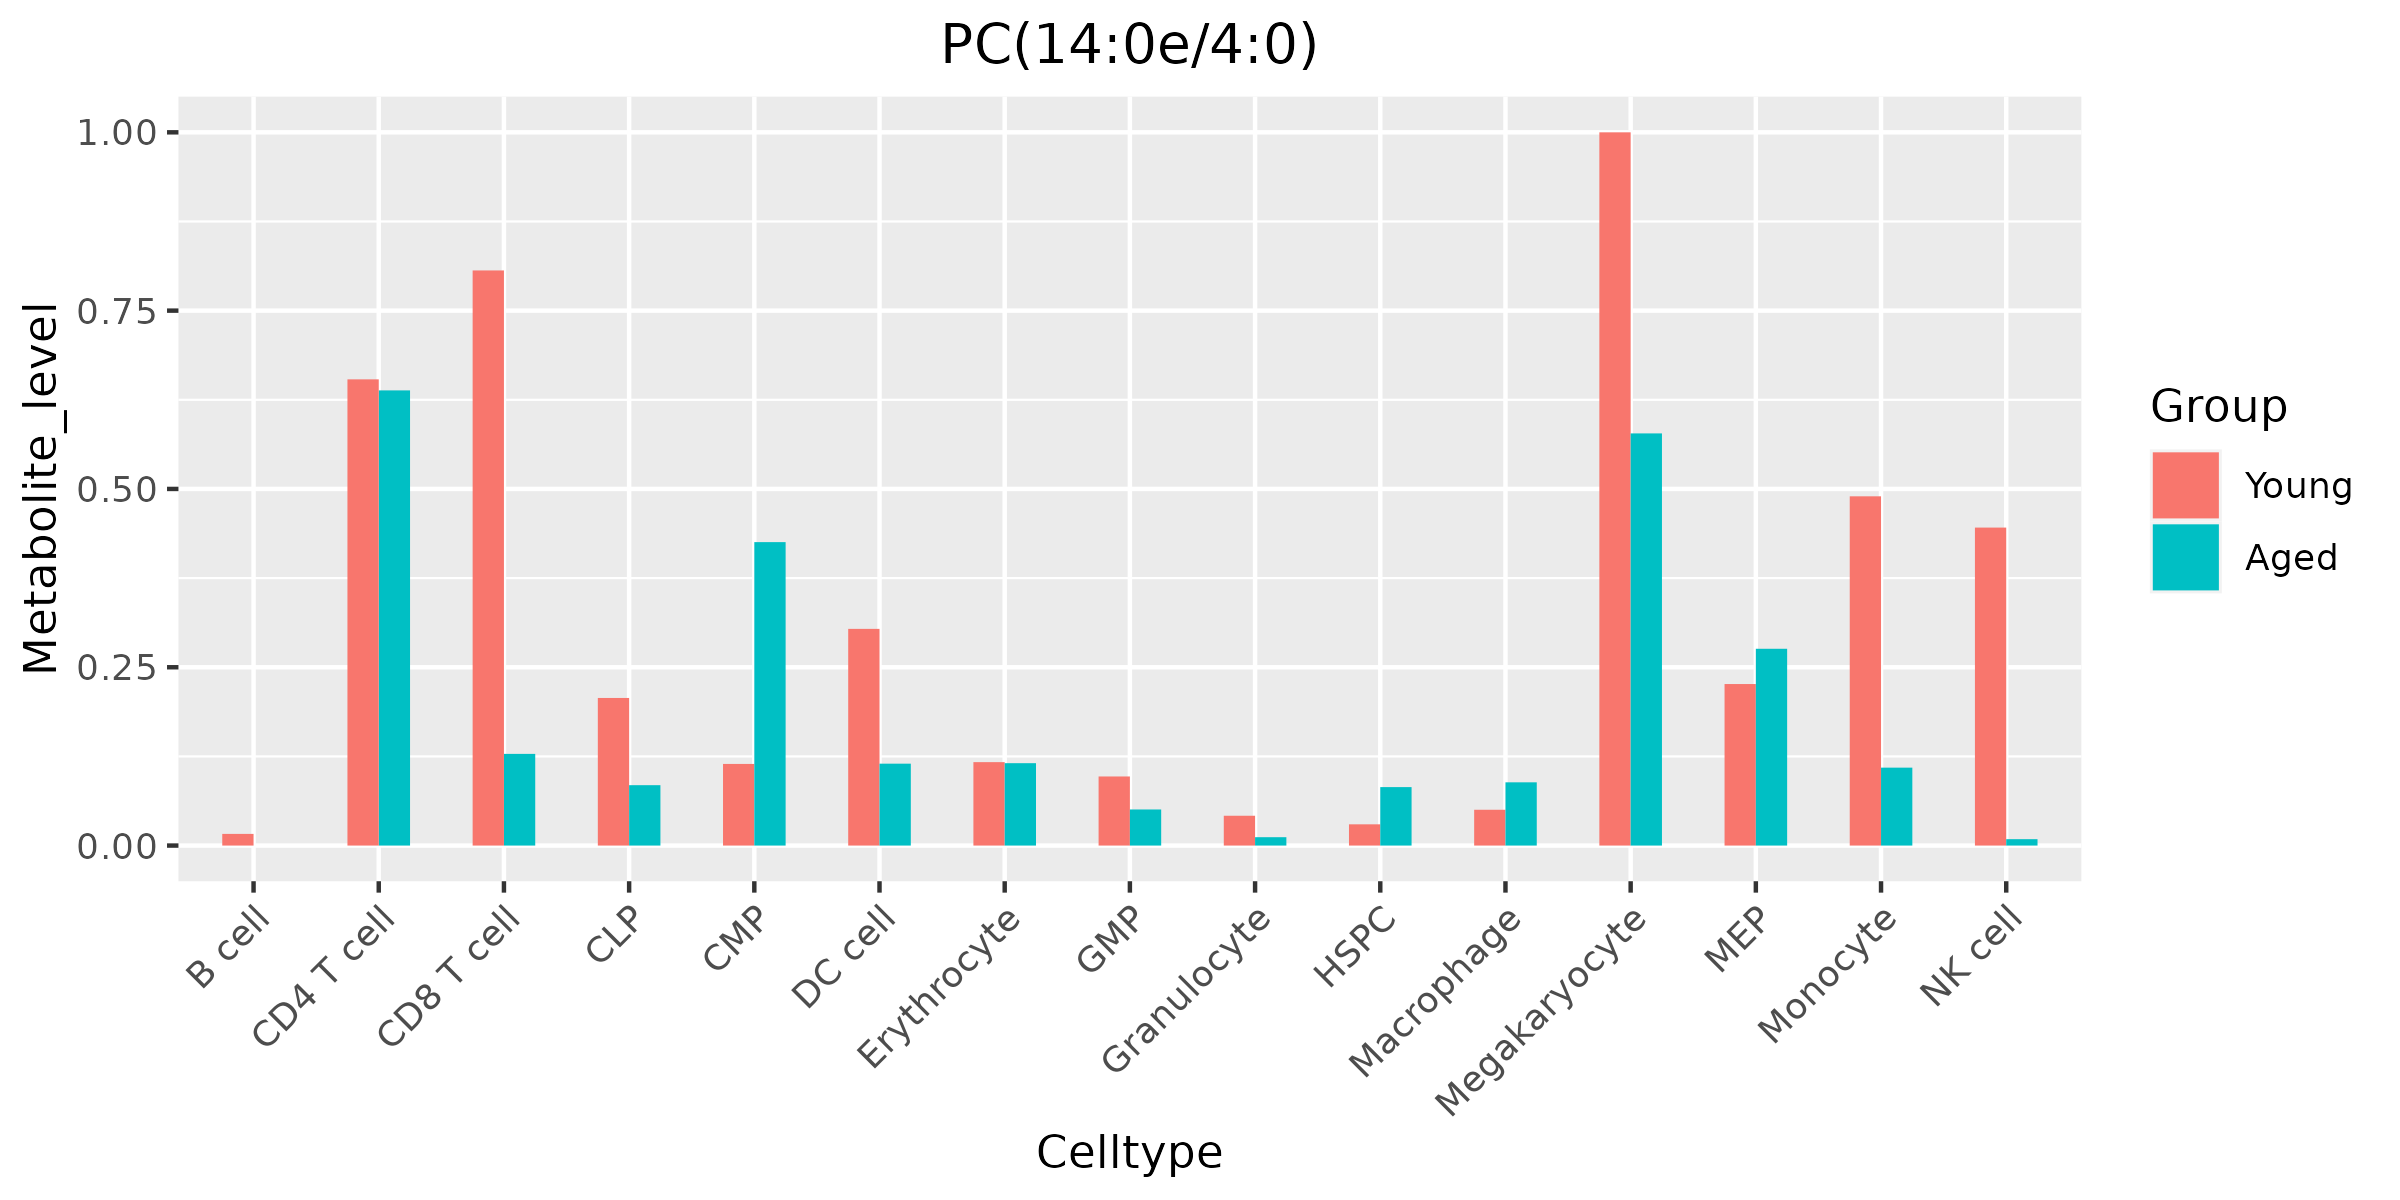 PC(14:0e/4:0)
Metabolite_level
1.00
0.75
0.50
0.25
0.00
B cell
CD4 T cell
CD8 T cell
CLP
CMP
DC cell
Erythrocyte
GMP
Granulocyte
HSPC
Macrophage
Megakaryocyte
MEP
Monocyte
NK cell
Celltype
Group
Young
Aged